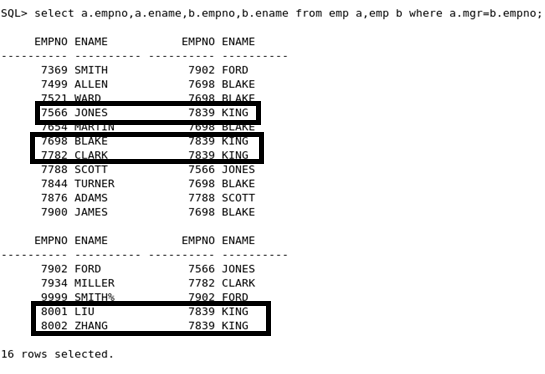 SQL> select a.empno,a.ename,b.empno,b.ename from emp a,emp b where a.mgr=b.empno;
EMPNO ENAME EMPNO ENAME
---------- ---------- ---------- ----------
7369 SMITH 7902 FORD
7499 ALLEN 7698 BLAKE
7521 WARD 7698 BLAKE
7566 JONES 7839 KING
7654 MARTIN 7698 BLAKE
7698 BLAKE 7839 KING
7782 CLARK 7839 KING
7788 SCOTT 7566 JONES
7844 TURNER 7698 BLAKE
7876 ADAMS 7788 SCOTT
7900 JAMES 7698 BLAKE
EMPNO ENAME EMPNO ENAME
---------- ---------- ---------- ----------
7902 FORD 7566 JONES
7934 MILLER 7782 CLARK
9999 SMITH% 7902 FORD
8001 LIU 7839 KING
8002 ZHANG 7839 KING
16 rows selected.